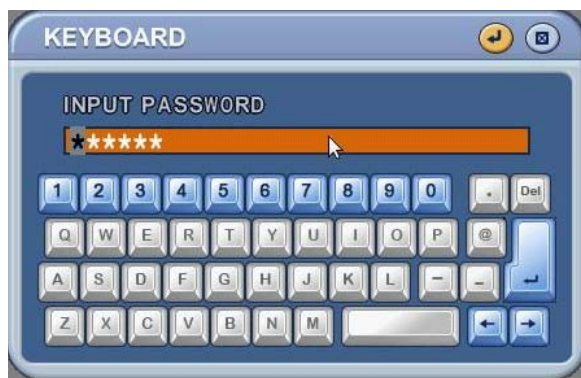 KEYBOARD
INPUT PASSWORD
******
1 2 3 4 5 6 7 8 9 0 . Del
Q W E R T Y U I O P @
A S D F G H J K L – -
Z X C V B N M ← →